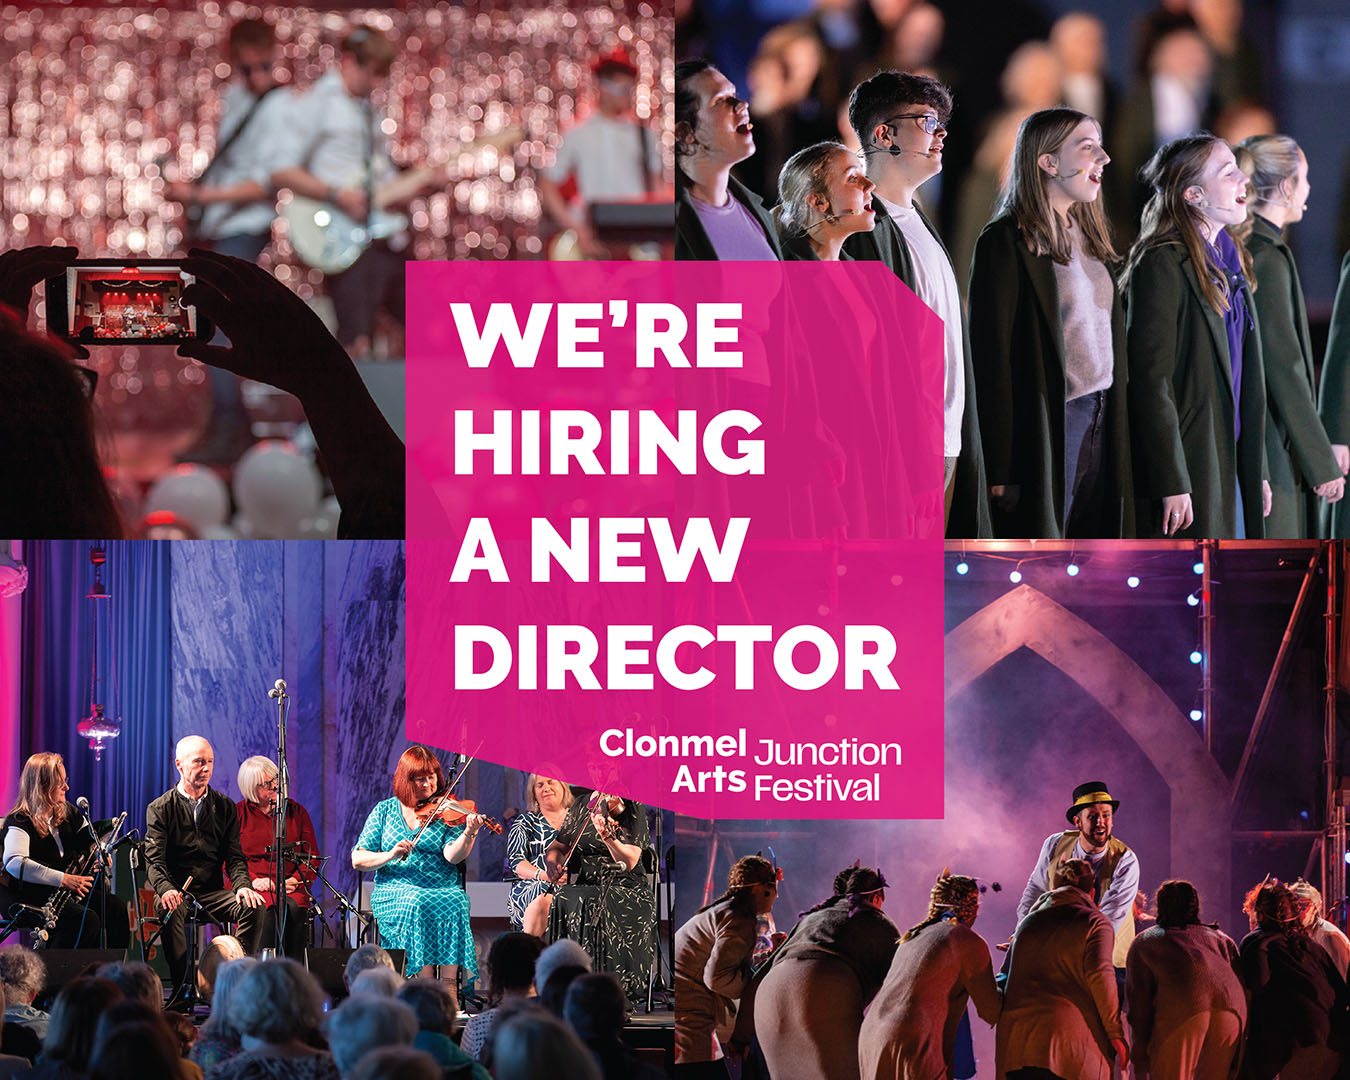 WE’RE
HIRING
A NEW
DIRECTOR
Clonmel Junction
Arts Festival